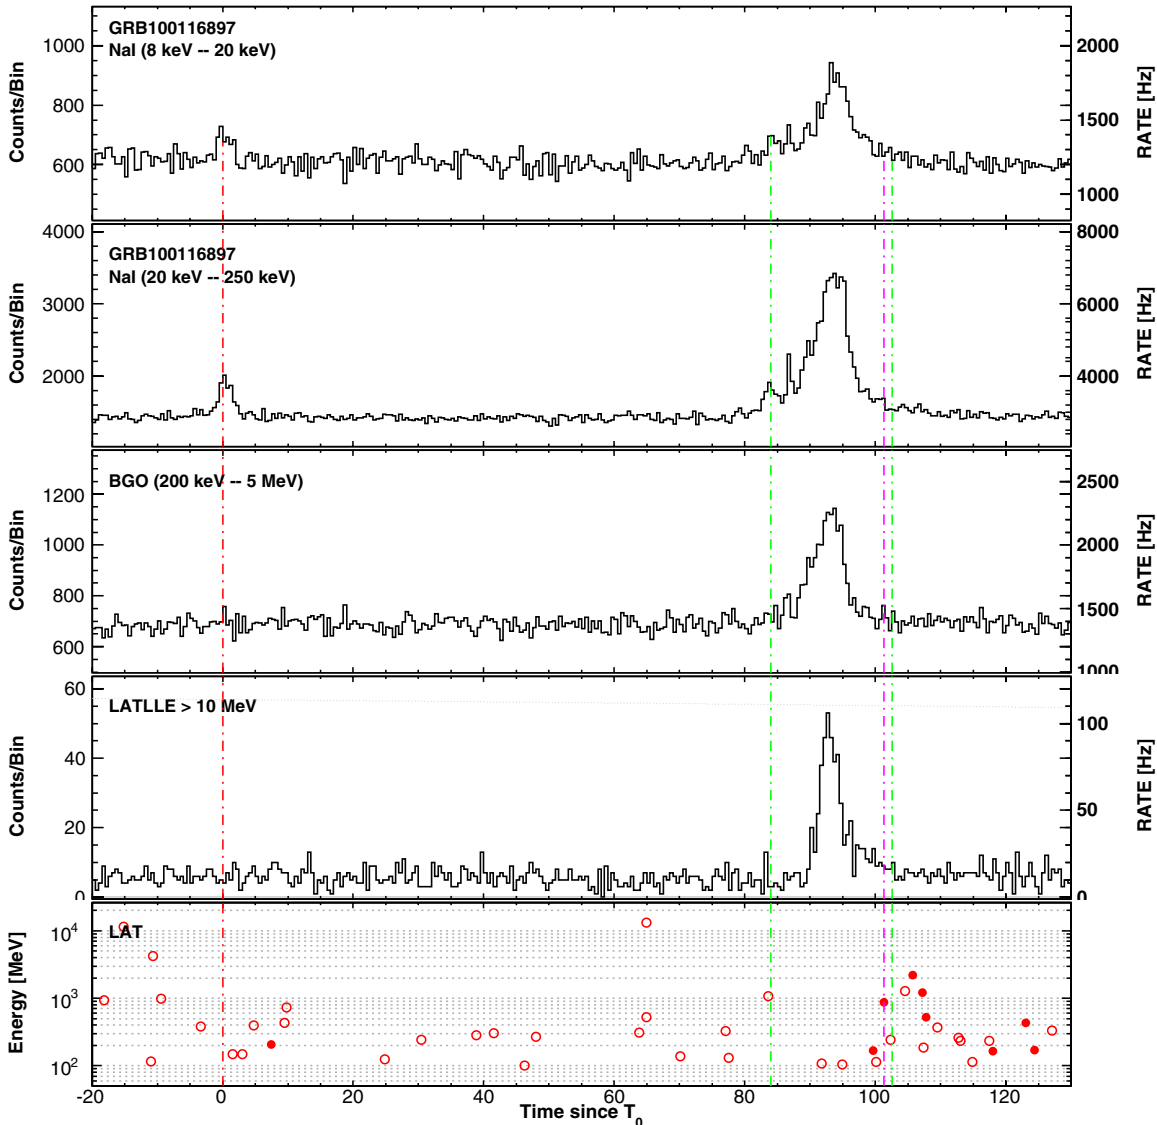 GRB100116897
NaI (8 keV -- 20 keV)
Counts/Bin
RATE [Hz]
1000
800
600
2000
1500
1000
GRB100116897
NaI (20 keV -- 250 keV)
Counts/Bin
RATE [Hz]
4000
3000
2000
8000
6000
4000
BGO (200 keV -- 5 MeV)
Counts/Bin
RATE [Hz]
1200
1000
800
600
2500
2000
1500
1000
LATLLE > 10 MeV
Counts/Bin
RATE [Hz]
60
40
20
0
100
50
0
LAT
Energy [MeV]
10^4
10^3
10^2
-20 0 20 40 60 80 100 120
Time since T_0